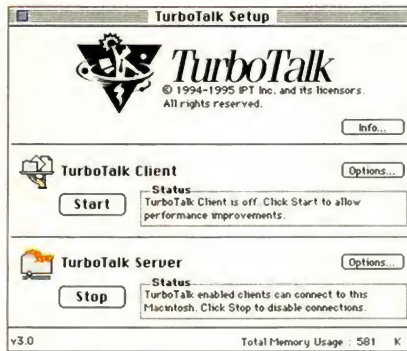 TurboTalk Setup
TurboTalk
© 1994-1995 IPT Inc. and its licensors.
All rights reserved.
Info...
TurboTalk Client
Options...
Start
Status
TurboTalk Client is off. Click Start to allow
performance improvements.
TurboTalk Server
Options...
Stop
Status
TurboTalk enabled clients can connect to this
Macintosh. Click Stop to disable connections.
v3.0
Total Memory Usage : 581 K